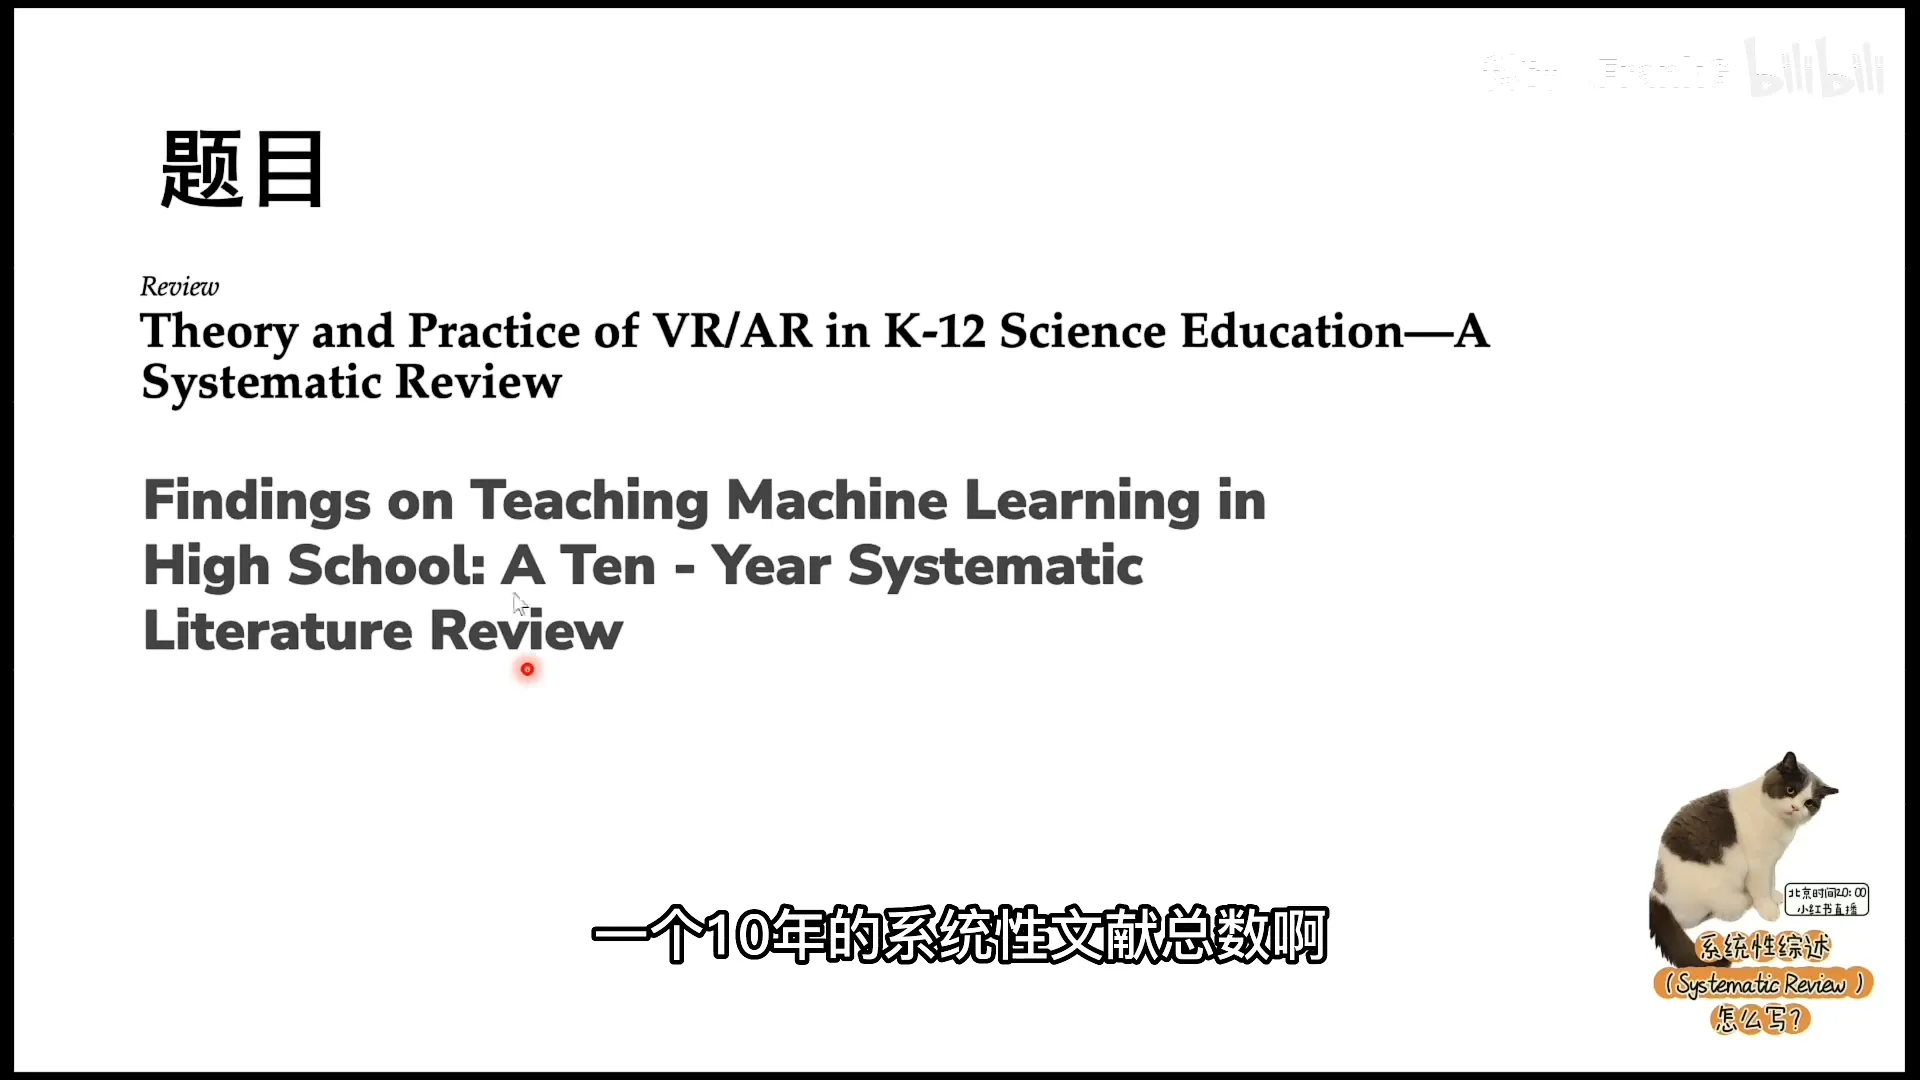 bilibili
题目
Review
Theory and Practice of VR/AR in K-12 Science Education—A
Systematic Review
Findings on Teaching Machine Learning in
High School: A Ten - Year Systematic
Literature Review
北京时间20:00
小红书直播
一个10年的系统性文献总数啊
系统性综述
(Systematic Review)
怎么写?